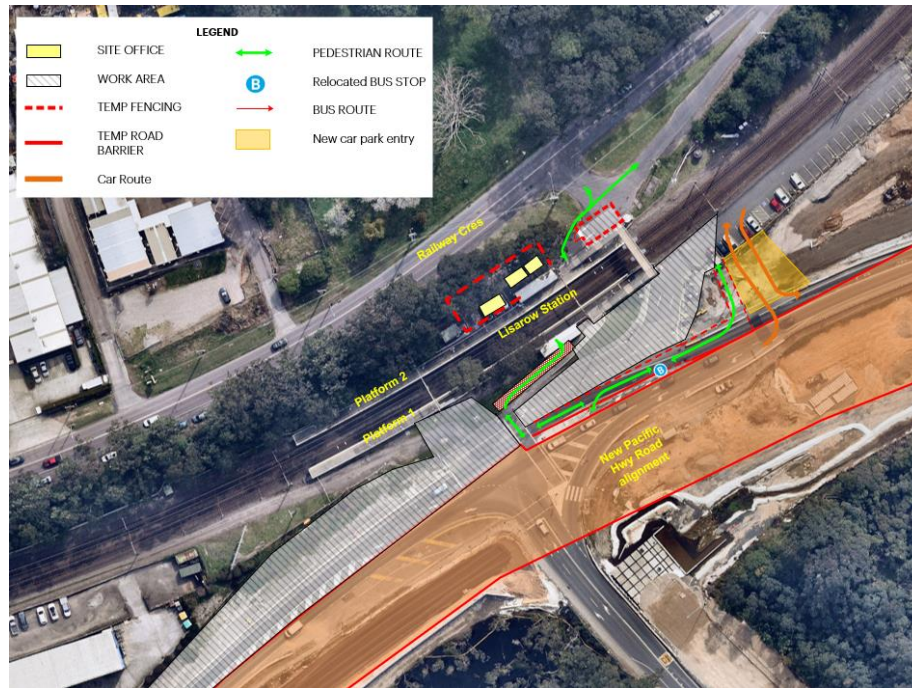 LEGEND
SITE OFFICE
WORK AREA
TEMP FENCING
TEMP ROAD
BARRIER
Car Route
PEDESTRIAN ROUTE
B
Relocated BUS STOP
BUS ROUTE
New car park entry
Railway Cres
Lisarow Station
Platform 2
Platform 1
B
New Pacific
Hwy Road
alignment